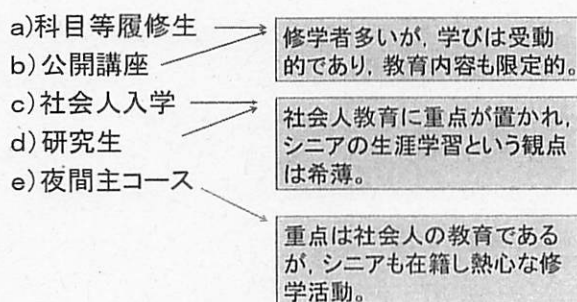 a)科目等履修生
b)公開講座
c)社会人入学
d)研究生
e)夜間主コース
修学者多いが，学びは受動
的であり，教育内容も限定的。
社会人教育に重点が置かれ，
シニアの生涯学習という観点
は希薄。
重点は社会人の教育である
が，シニアも在籍し熱心な修
学活動。